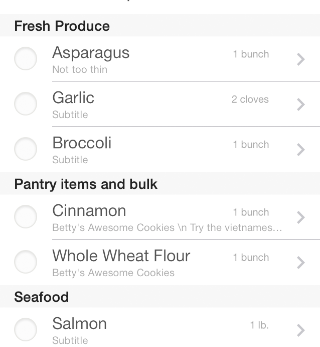 Fresh Produce
Asparagus 1 bunch
Not too thin
Garlic 2 cloves
Subtitle
Broccoli 1 bunch
Subtitle
Pantry items and bulk
Cinnamon 1 bunch
Betty's Awesome Cookies \n Try the vietnames...
Whole Wheat Flour 1 bunch
Betty's Awesome Cookies
Seafood
Salmon 1 lb.
Subtitle